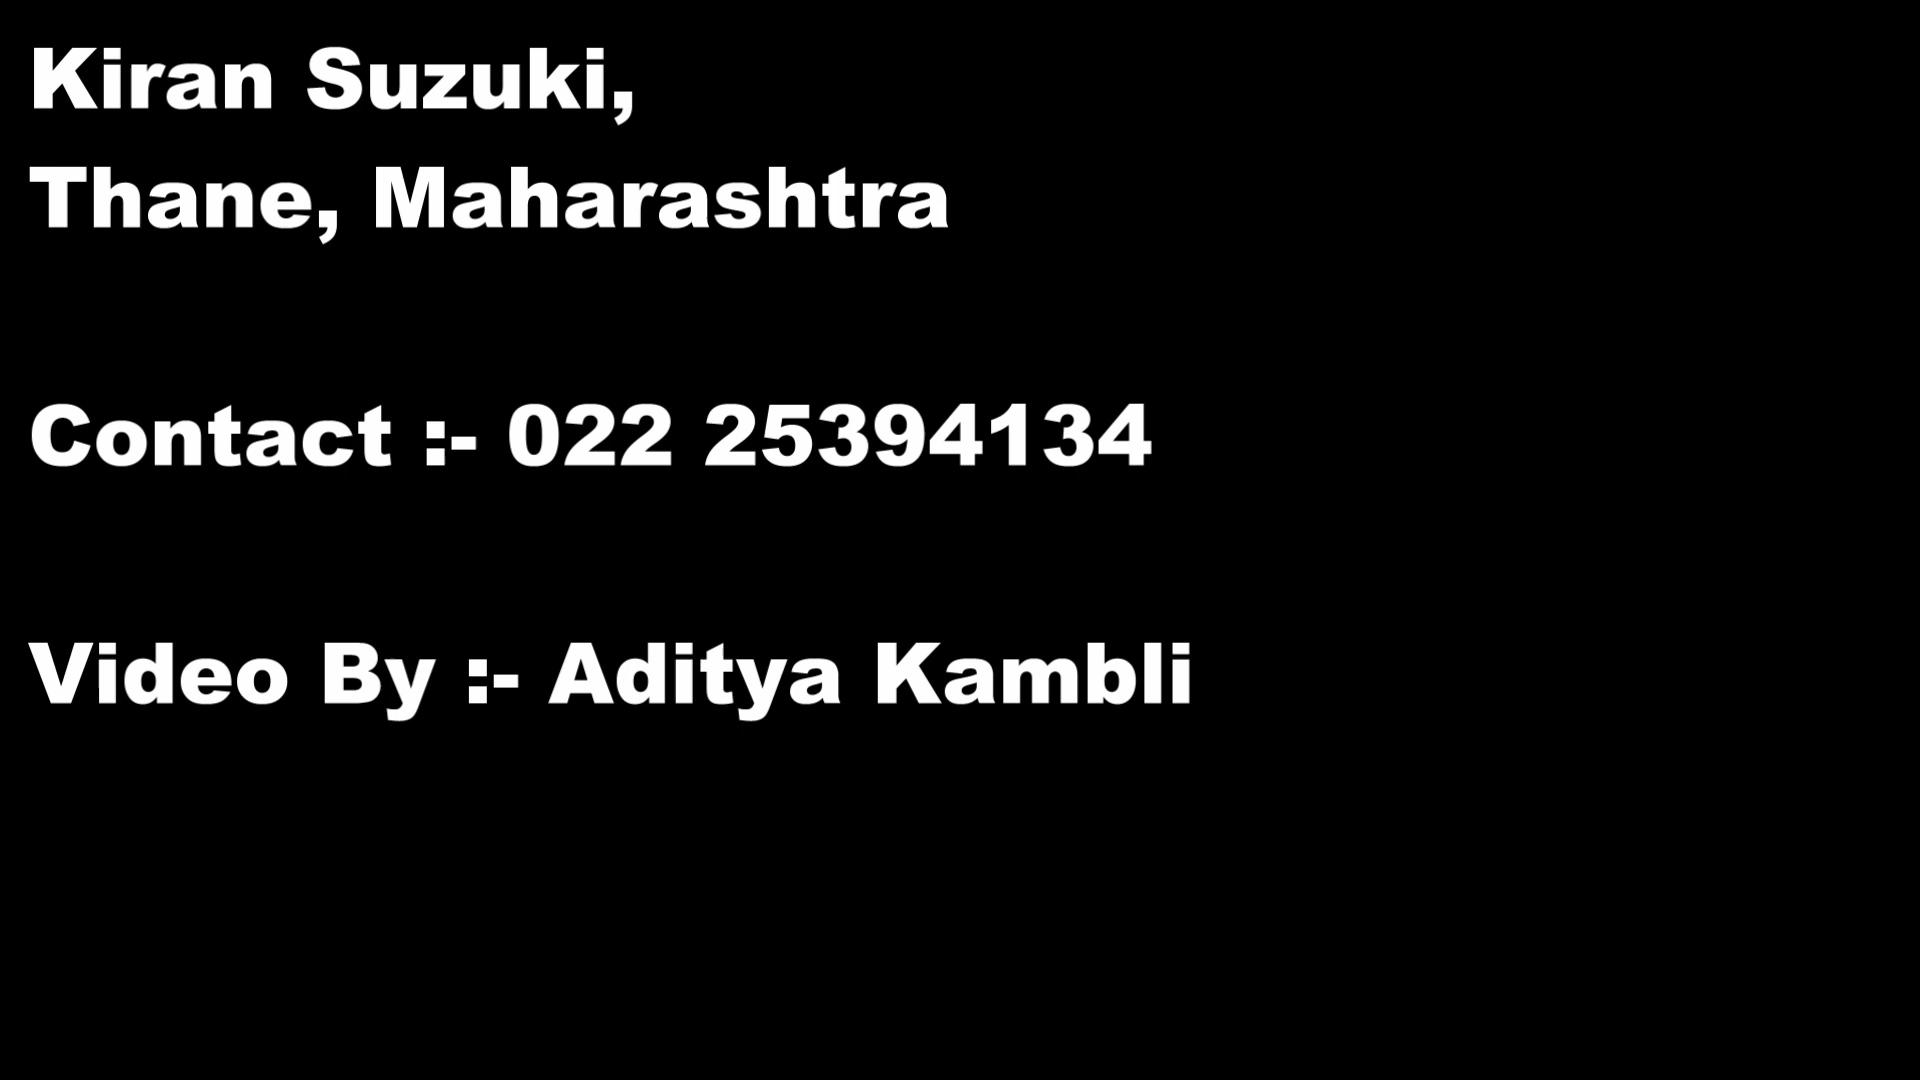 Kiran Suzuki,
Thane, Maharashtra
Contact :- 022 25394134
Video By :- Aditya Kambli